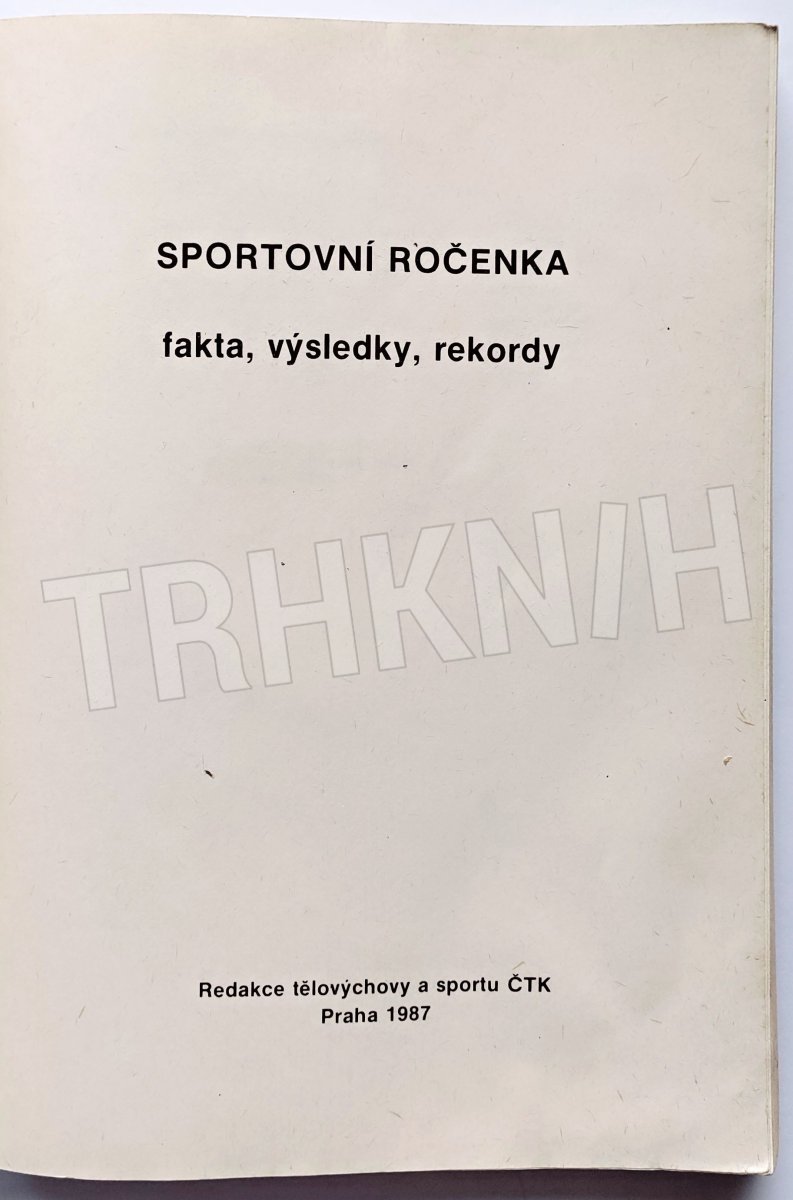 SPORTOVNÍ ROČENKA
fakta, výsledky, rekordy
TRHKNIH
Redakce tělovýchovy a sportu ČTK
Praha 1987